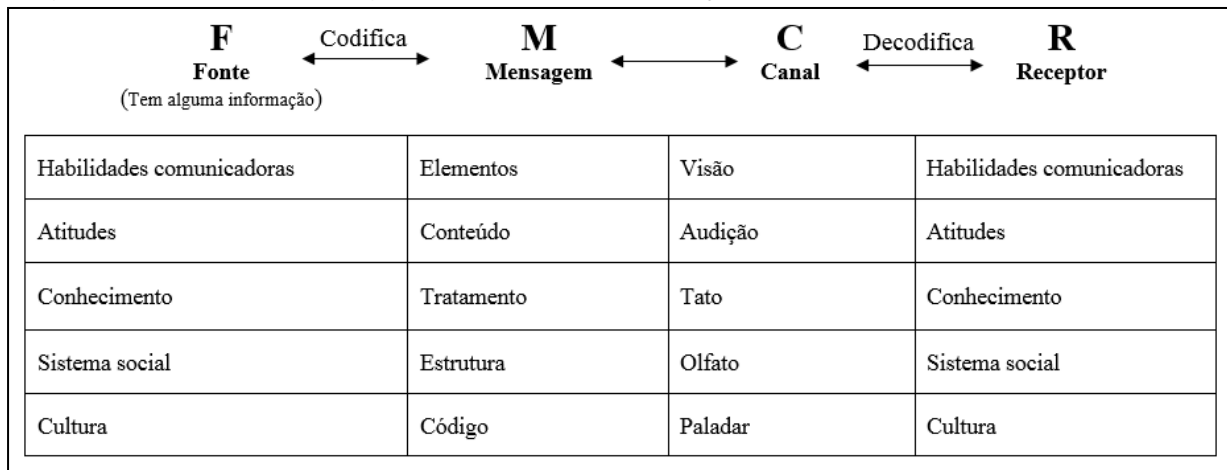 F Codifica M C Decodifica R
Fonte Mensagem Canal Receptor
(Tem alguma informação)
Habilidades comunicadoras Elementos Visão Habilidades comunicadoras
Atitudes Conteúdo Audição Atitudes
Conhecimento Tratamento Tato Conhecimento
Sistema social Estrutura Olfato Sistema social
Cultura Código Paladar Cultura